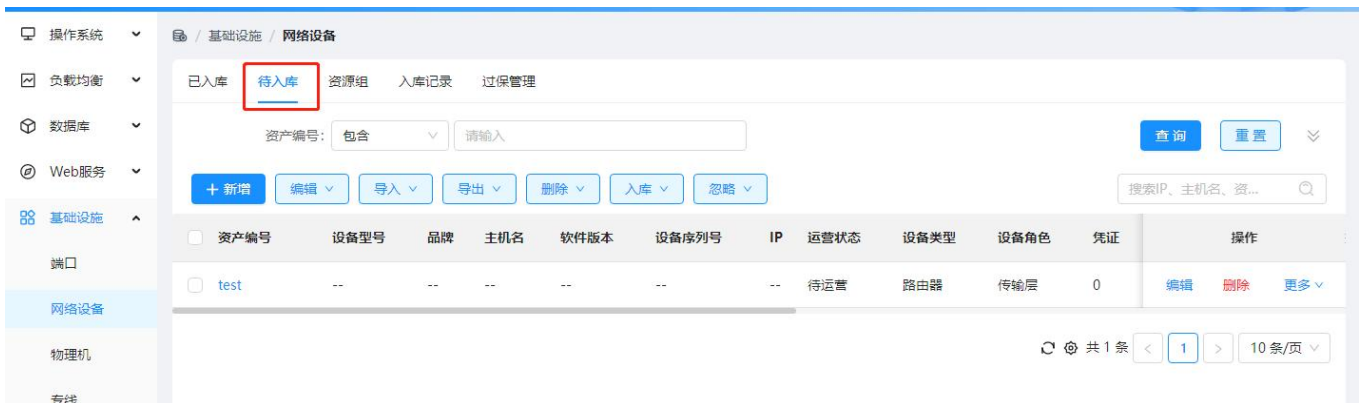 操作系统
负载均衡
数据库
Web服务
基础设施
端口
网络设备
物理机
专线
/ 基础设施 / 网络设备
已入库 待入库 资源组 入库记录 过保管理
资产编号: 包含 请输入 查询 重置
+ 新增 编辑 导入 导出 删除 入库 忽略 搜索IP、主机名、资...
资产编号 设备型号 品牌 主机名 软件版本 设备序列号 IP 运营状态 设备类型 设备角色 凭证 操作
test -- -- -- -- -- -- 待运营 路由器 传输层 0 编辑 删除 更多
共 1 条 < 1 > 10 条/页